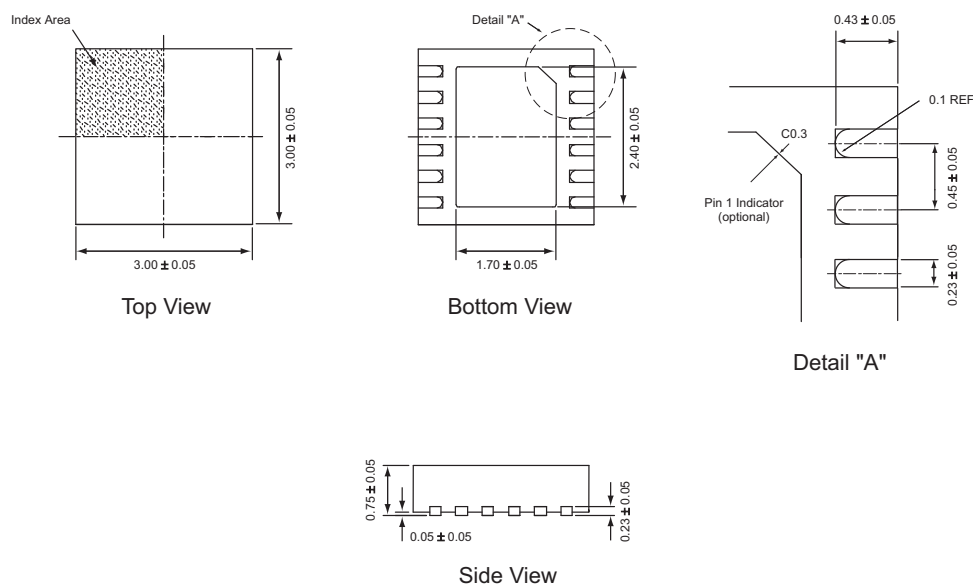 Index Area
3.00 ± 0.05
3.00 ± 0.05
Top View
Detail "A"
2.40 ± 0.05
1.70 ± 0.05
Bottom View
0.43 ± 0.05
0.1 REF
C0.3
Pin 1 Indicator
(optional)
0.45 ± 0.05
0.23 ± 0.05
Detail "A"
0.75 ± 0.05
0.05 ± 0.05
0.23 ± 0.05
Side View